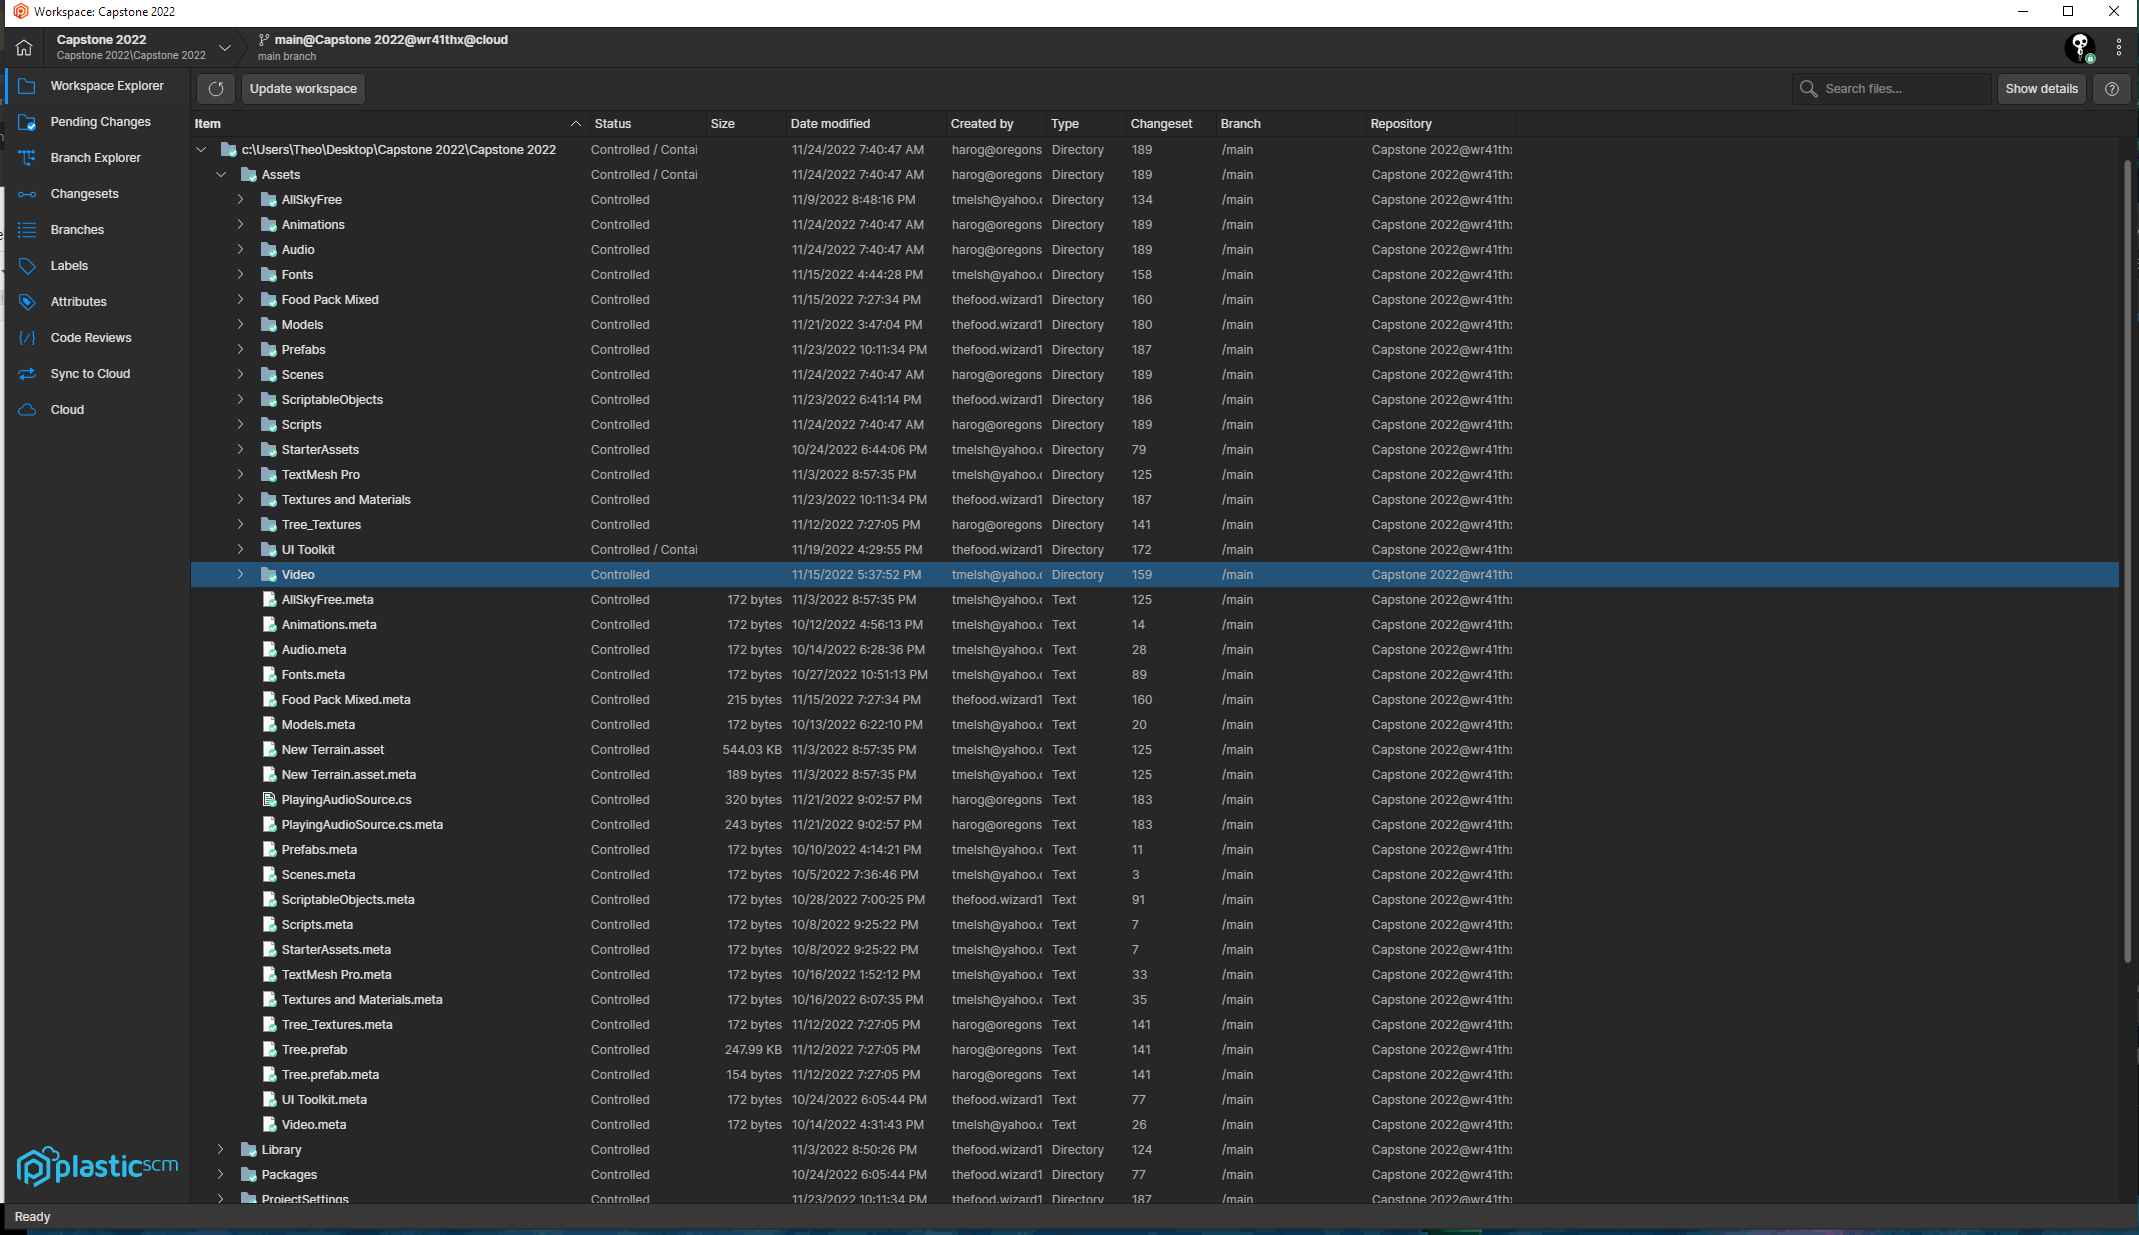 Workspace: Capstone 2022
Capstone 2022
Capstone 2022\Capstone 2022
main@Capstone 2022@wr41thx@cloud
main branch
Workspace Explorer
Pending Changes
Branch Explorer
Changesets
Branches
Labels
Attributes
Code Reviews
Sync to Cloud
Cloud
Update workspace
Search files...
Show details
Item Status Size Date modified Created by Type Changeset Branch Repository
c:\Users\Theo\Desktop\Capstone 2022\Capstone 2022 Controlled / Contai 11/24/2022 7:40:47 AM harog@oregons Directory 189 /main Capstone 2022@wr41th
Assets Controlled / Contai 11/24/2022 7:40:47 AM harog@oregons Directory 189 /main Capstone 2022@wr41th
AllSkyFree Controlled 11/9/2022 8:48:16 PM tmelsh@yahoo.c Directory 134 /main Capstone 2022@wr41th
Animations Controlled 11/24/2022 7:40:47 AM harog@oregons Directory 189 /main Capstone 2022@wr41th
Audio Controlled 11/24/2022 7:40:47 AM harog@oregons Directory 189 /main Capstone 2022@wr41th
Fonts Controlled 11/15/2022 4:44:28 PM tmelsh@yahoo.c Directory 158 /main Capstone 2022@wr41th
Food Pack Mixed Controlled 11/15/2022 7:27:34 PM thefood.wizard1 Directory 160 /main Capstone 2022@wr41th
Models Controlled 11/21/2022 3:47:04 PM thefood.wizard1 Directory 180 /main Capstone 2022@wr41th
Prefabs Controlled 11/23/2022 10:11:34 PM thefood.wizard1 Directory 187 /main Capstone 2022@wr41th
Scenes Controlled 11/24/2022 7:40:47 AM harog@oregons Directory 189 /main Capstone 2022@wr41th
ScriptableObjects Controlled 11/23/2022 6:41:14 PM thefood.wizard1 Directory 186 /main Capstone 2022@wr41th
Scripts Controlled 11/24/2022 7:40:47 AM harog@oregons Directory 189 /main Capstone 2022@wr41th
StarterAssets Controlled 10/24/2022 6:44:06 PM tmelsh@yahoo.c Directory 79 /main Capstone 2022@wr41th
TextMesh Pro Controlled 11/3/2022 8:57:35 PM tmelsh@yahoo.c Directory 125 /main Capstone 2022@wr41th
Textures and Materials Controlled 11/23/2022 10:11:34 PM thefood.wizard1 Directory 187 /main Capstone 2022@wr41th
Tree_Textures Controlled 11/12/2022 7:27:05 PM harog@oregons Directory 141 /main Capstone 2022@wr41th
UI Toolkit Controlled / Contai 11/19/2022 4:29:55 PM thefood.wizard1 Directory 172 /main Capstone 2022@wr41th
Video Controlled 11/15/2022 5:37:52 PM tmelsh@yahoo.c Directory 159 /main Capstone 2022@wr41th
AllSkyFree.meta Controlled 172 bytes 11/3/2022 8:57:35 PM tmelsh@yahoo.c Text 125 /main Capstone 2022@wr41th
Animations.meta Controlled 172 bytes 10/12/2022 4:56:13 PM tmelsh@yahoo.c Text 14 /main Capstone 2022@wr41th
Audio.meta Controlled 172 bytes 10/14/2022 6:28:36 PM tmelsh@yahoo.c Text 28 /main Capstone 2022@wr41th
Fonts.meta Controlled 172 bytes 10/27/2022 10:51:13 PM tmelsh@yahoo.c Text 89 /main Capstone 2022@wr41th
Food Pack Mixed.meta Controlled 215 bytes 11/15/2022 7:27:34 PM thefood.wizard1 Text 160 /main Capstone 2022@wr41th
Models.meta Controlled 172 bytes 10/13/2022 6:22:10 PM tmelsh@yahoo.c Text 20 /main Capstone 2022@wr41th
New Terrain.asset Controlled 544.03 KB 11/3/2022 8:57:35 PM tmelsh@yahoo.c Text 125 /main Capstone 2022@wr41th
New Terrain.asset.meta Controlled 189 bytes 11/3/2022 8:57:35 PM tmelsh@yahoo.c Text 125 /main Capstone 2022@wr41th
PlayingAudioSource.cs Controlled 320 bytes 11/21/2022 9:02:57 PM harog@oregons Text 183 /main Capstone 2022@wr41th
PlayingAudioSource.cs.meta Controlled 243 bytes 11/21/2022 9:02:57 PM harog@oregons Text 183 /main Capstone 2022@wr41th
Prefabs.meta Controlled 172 bytes 10/10/2022 4:14:21 PM tmelsh@yahoo.c Text 11 /main Capstone 2022@wr41th
Scenes.meta Controlled 172 bytes 10/5/2022 7:36:46 PM tmelsh@yahoo.c Text 3 /main Capstone 2022@wr41th
ScriptableObjects.meta Controlled 172 bytes 10/28/2022 7:00:25 PM thefood.wizard1 Text 91 /main Capstone 2022@wr41th
Scripts.meta Controlled 172 bytes 10/8/2022 9:25:22 PM tmelsh@yahoo.c Text 7 /main Capstone 2022@wr41th
StarterAssets.meta Controlled 172 bytes 10/8/2022 9:25:22 PM tmelsh@yahoo.c Text 7 /main Capstone 2022@wr41th
TextMesh Pro.meta Controlled 172 bytes 10/16/2022 1:52:12 PM tmelsh@yahoo.c Text 33 /main Capstone 2022@wr41th
Textures and Materials.meta Controlled 172 bytes 10/16/2022 6:07:35 PM tmelsh@yahoo.c Text 35 /main Capstone 2022@wr41th
Tree_Textures.meta Controlled 172 bytes 11/12/2022 7:27:05 PM harog@oregons Text 141 /main Capstone 2022@wr41th
Tree.prefab Controlled 247.99 KB 11/12/2022 7:27:05 PM harog@oregons Text 141 /main Capstone 2022@wr41th
Tree.prefab.meta Controlled 154 bytes 11/12/2022 7:27:05 PM harog@oregons Text 141 /main Capstone 2022@wr41th
UI Toolkit.meta Controlled 172 bytes 10/24/2022 6:05:44 PM thefood.wizard1 Text 77 /main Capstone 2022@wr41th
Video.meta Controlled 172 bytes 10/14/2022 4:31:43 PM tmelsh@yahoo.c Text 26 /main Capstone 2022@wr41th
Library Controlled 11/3/2022 8:50:26 PM thefood.wizard1 Directory 124 /main Capstone 2022@wr41th
Packages Controlled 10/24/2022 6:05:44 PM thefood.wizard1 Directory 77 /main Capstone 2022@wr41th
ProjectSettings Controlled 11/23/2022 10:11:34 PM thefood.wizard1 Directory 187 /main Capstone 2022@wr41th
plasticscm
Ready